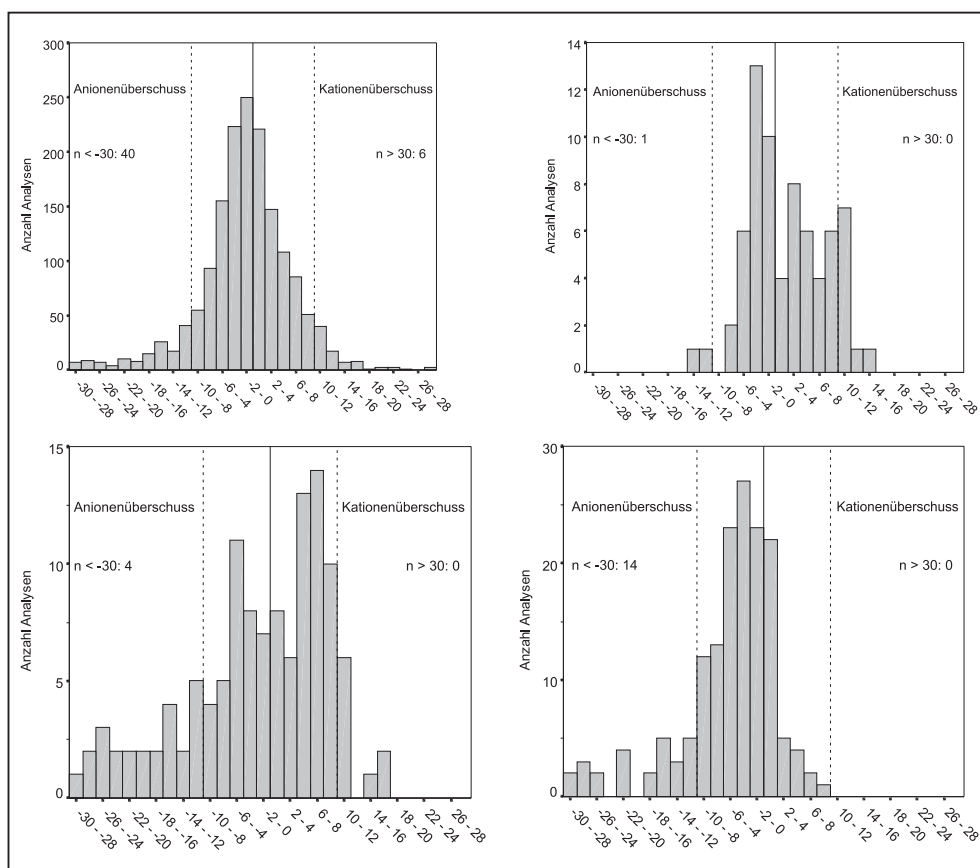 300
250
200
150
100
50
0
Anzahl Analysen
Anionenüberschuss
Kationenüberschuss
n < -30: 40
n > 30: 6
-30 - -28
-26 - -24
-22 - -20
-18 - -16
-14 - -12
-10 - -8
-6 - -4
-2 - 0
2 - 4
6 - 8
10 - 12
14 - 16
18 - 20
22 - 24
26 - 28
14
12
10
8
6
4
2
0
Anzahl Analysen
Anionenüberschuss
Kationenüberschuss
n < -30: 1
n > 30: 0
-30 - -28
-26 - -24
-22 - -20
-18 - -16
-14 - -12
-10 - -8
-6 - -4
-2 - 0
2 - 4
6 - 8
10 - 12
14 - 16
18 - 20
22 - 24
26 - 28
15
10
5
0
Anzahl Analysen
Anionenüberschuss
Kationenüberschuss
n < -30: 4
n > 30: 0
-30 - -28
-26 - -24
-22 - -20
-18 - -16
-14 - -12
-10 - -8
-6 - -4
-2 - 0
2 - 4
6 - 8
10 - 12
14 - 16
18 - 20
22 - 24
26 - 28
30
20
10
0
Anzahl Analysen
Anionenüberschuss
Kationenüberschuss
n < -30: 14
n > 30: 0
-30 - -28
-26 - -24
-22 - -20
-18 - -16
-14 - -12
-10 - -8
-6 - -4
-2 - 0
2 - 4
6 - 8
10 - 12
14 - 16
18 - 20
22 - 24
26 - 28